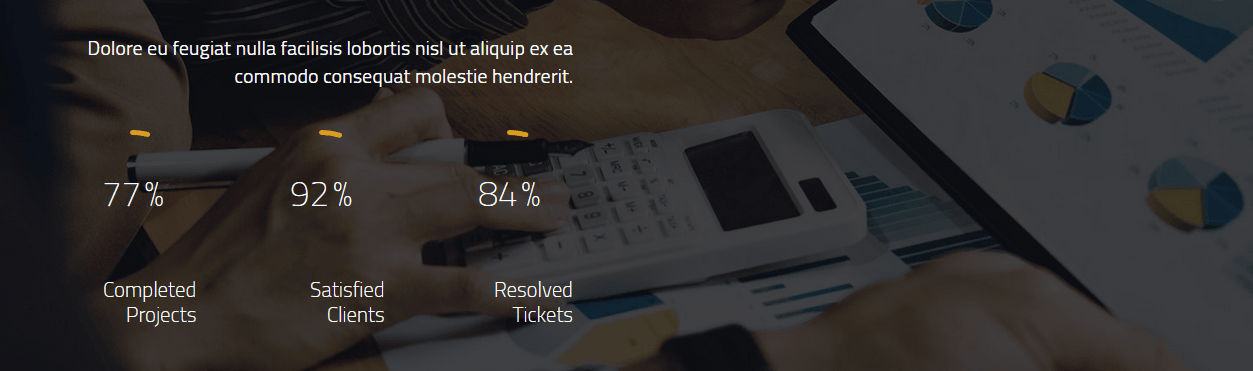 Dolore eu feugiat nulla facilisis lobortis nisl ut aliquip ex ea
commodo consequat molestie hendrerit.
77%
92%
84%
Completed
Projects
Satisfied
Clients
Resolved
Tickets